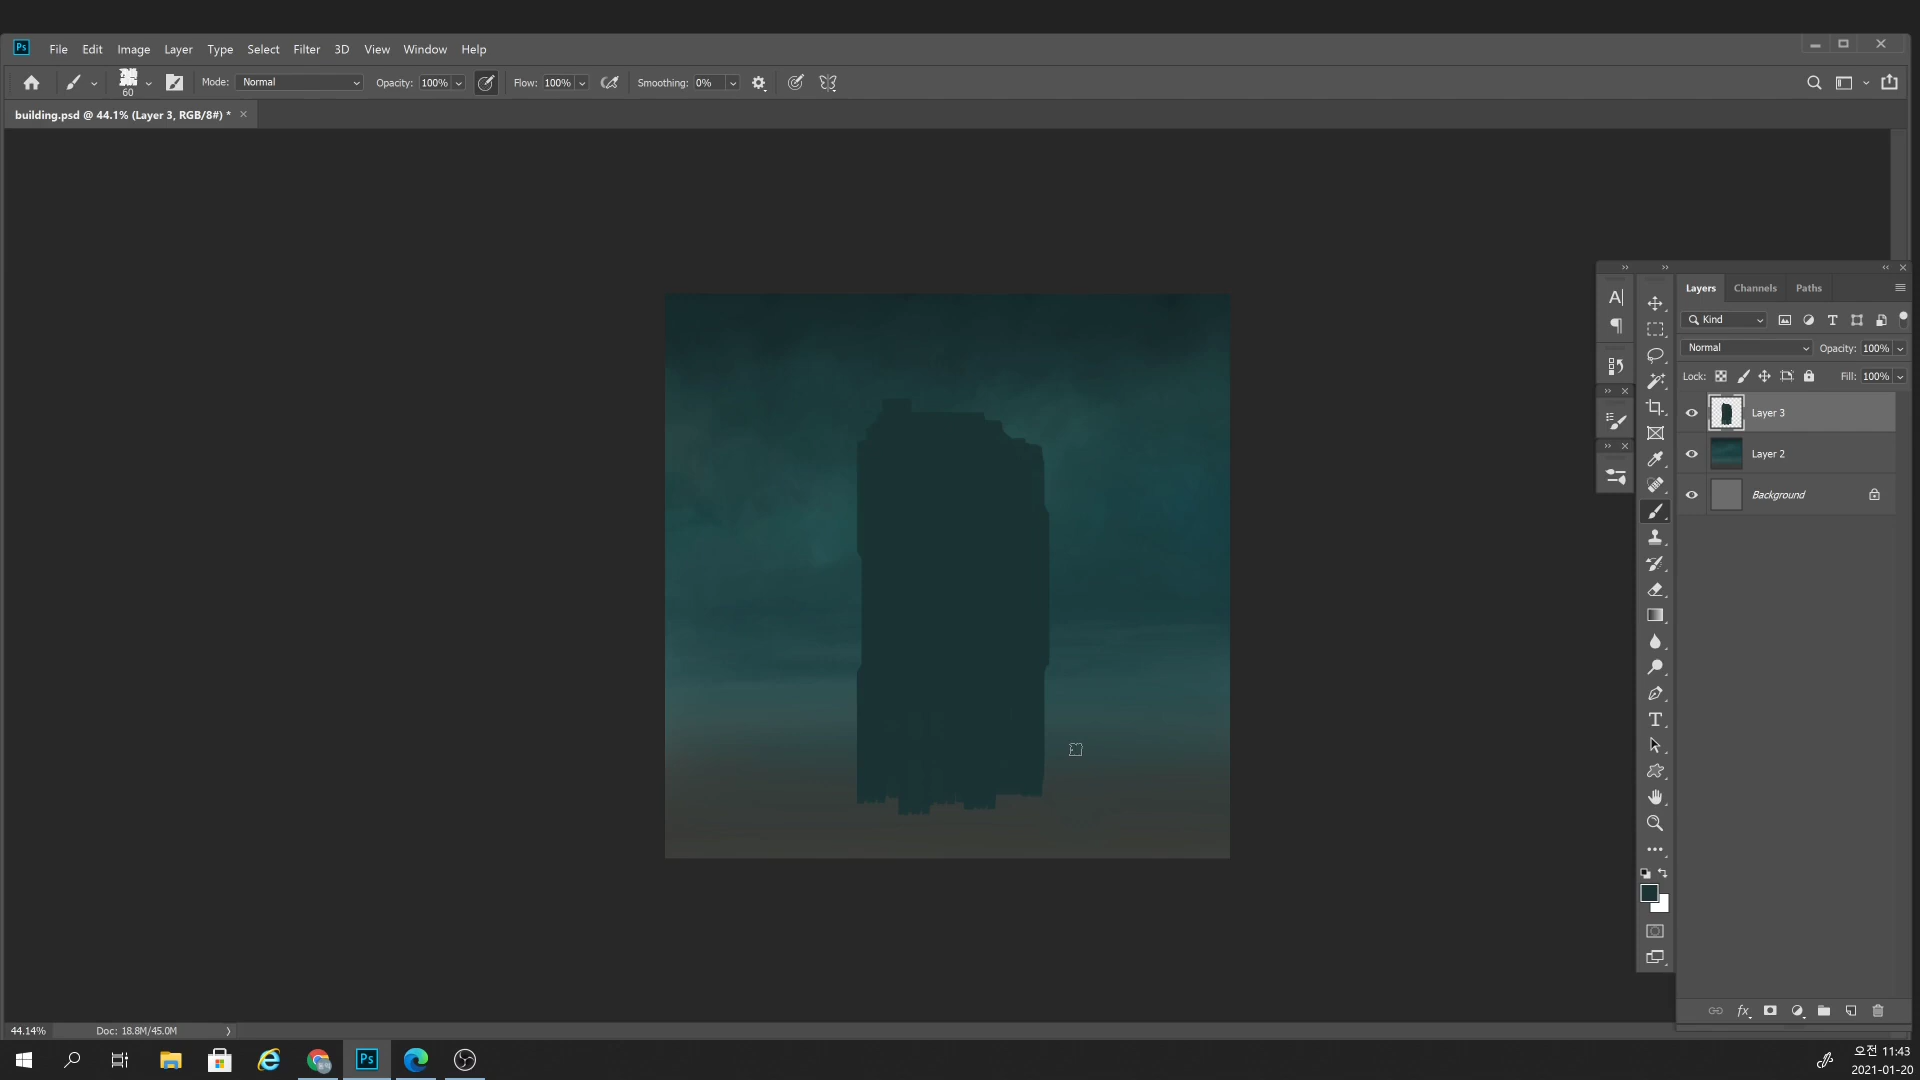 Ps File Edit Image Layer Type Select Filter 3D View Window Help
60 Mode: Normal Opacity: 100% Flow: 100% Smoothing: 0%
building.psd @ 44.1% (Layer 3, RGB/8#) *
Layers Channels Paths
Kind
Normal Opacity: 100%
Lock: Fill: 100%
Layer 3
Layer 2
Background
44.14% Doc: 18.8M/45.0M
Ps
오전 11:43
2021-01-20